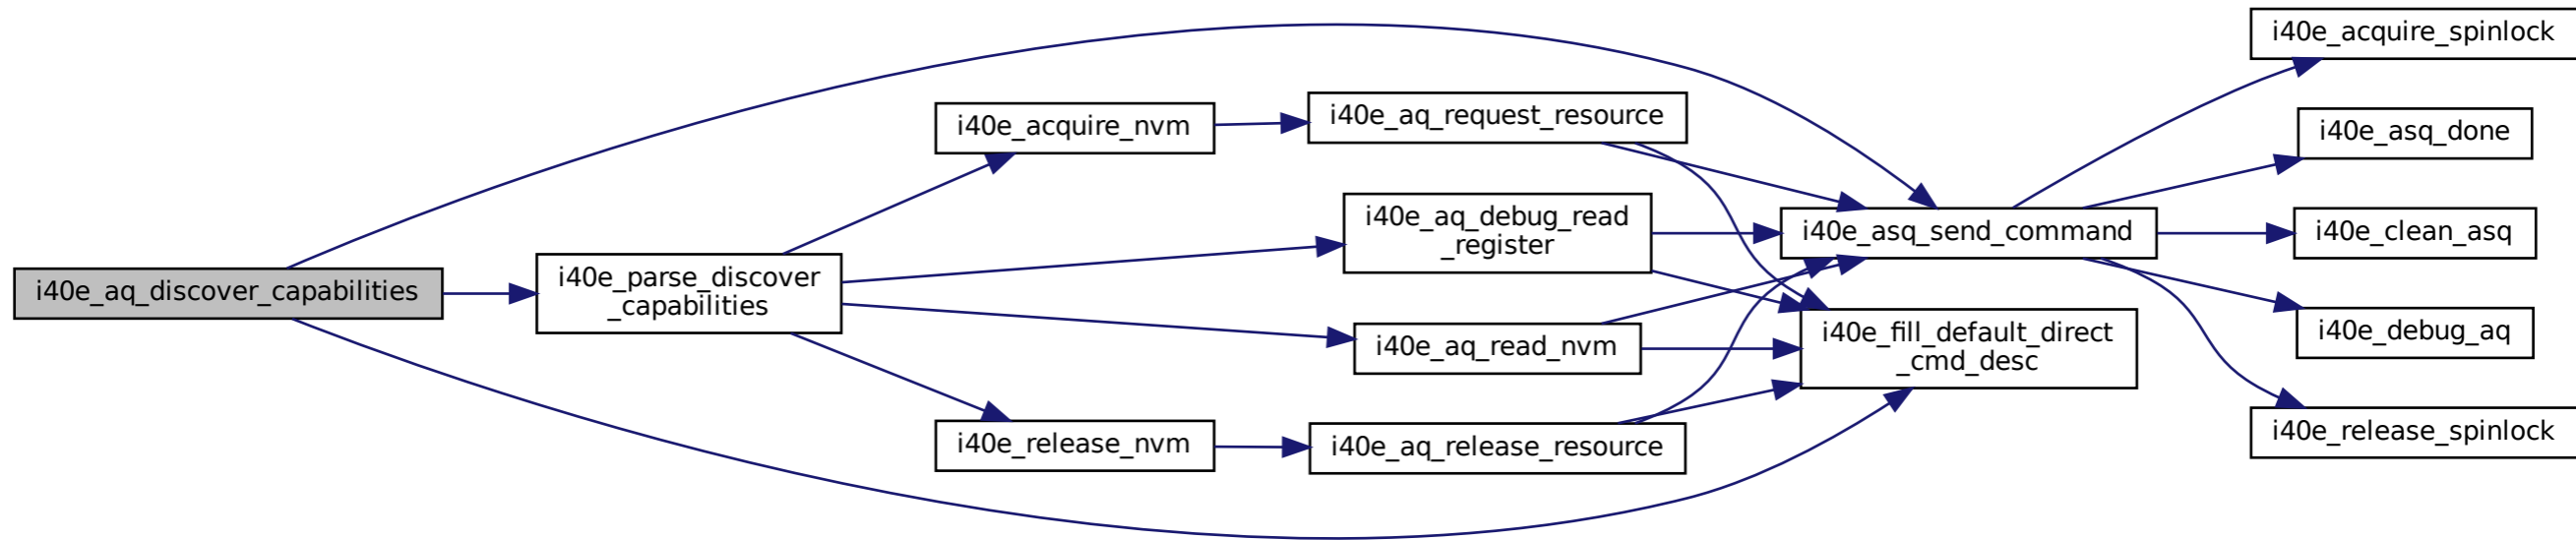 i40e_aq_discover_capabilities
i40e_parse_discover
_capabilities
i40e_acquire_nvm
i40e_release_nvm
i40e_aq_request_resource
i40e_aq_debug_read
_register
i40e_aq_read_nvm
i40e_aq_release_resource
i40e_asq_send_command
i40e_fill_default_direct
_cmd_desc
i40e_acquire_spinlock
i40e_asq_done
i40e_clean_asq
i40e_debug_aq
i40e_release_spinlock